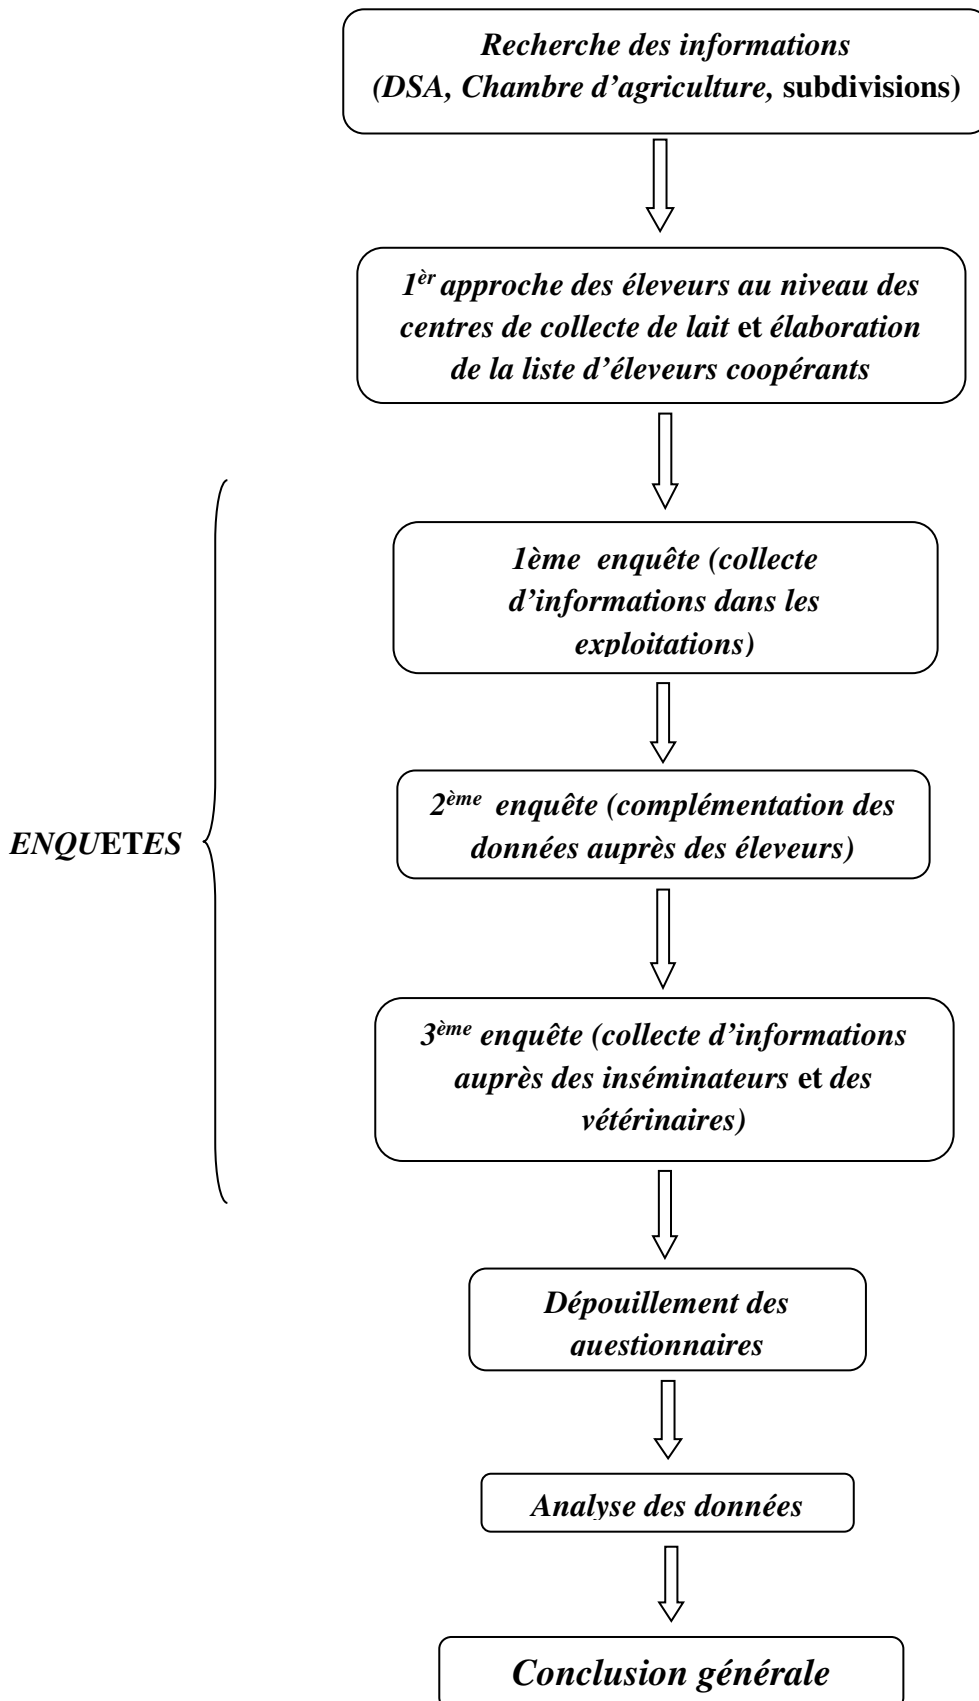 Recherche des informations
(DSA, Chambre d’agriculture, subdivisions)
1èr approche des éleveurs au niveau des
centres de collecte de lait et élaboration
de la liste d’éleveurs coopérants
1ème enquête (collecte
d’informations dans les
exploitations)
2ème enquête (complémentation des
données auprès des éleveurs)
ENQUETES
3ème enquête (collecte d’informations
auprès des inséminateurs et des
vétérinaires)
Dépouillement des
questionnaires
Analyse des données
Conclusion générale